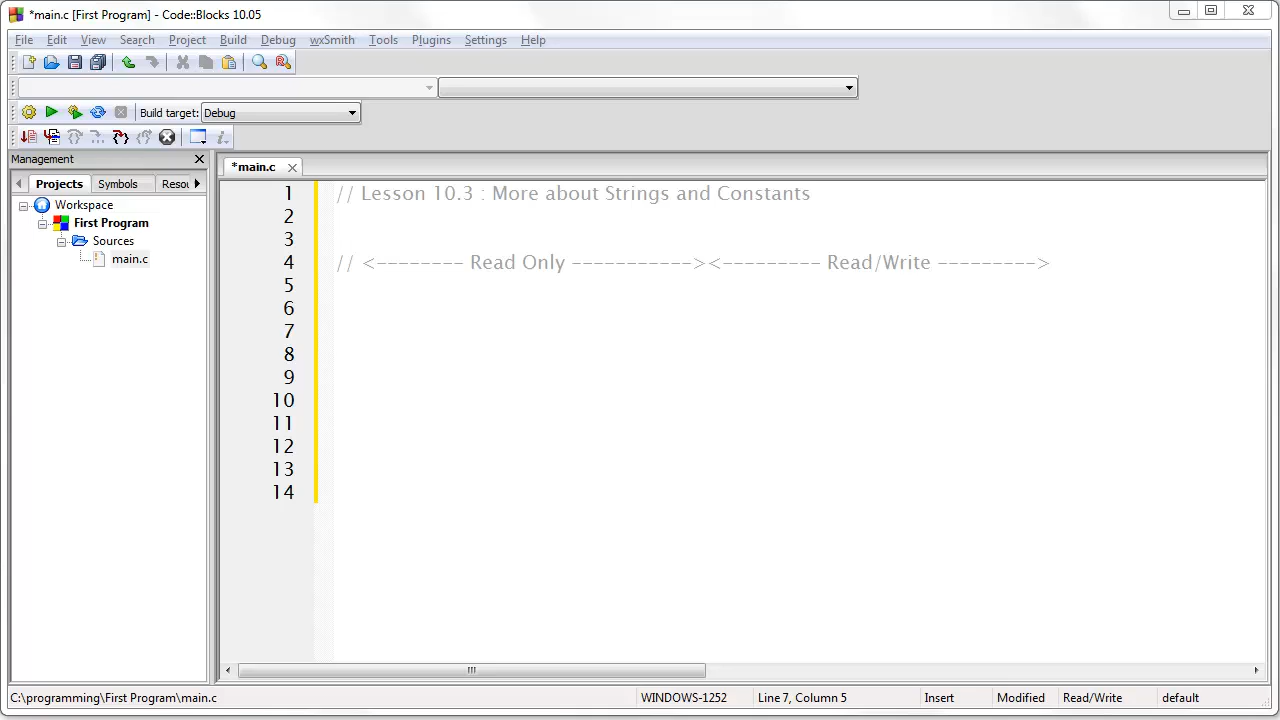 *main.c [First Program] - Code::Blocks 10.05
File Edit View Search Project Build Debug wxSmith Tools Plugins Settings Help
Build target: Debug
Management
*main.c
Projects Symbols Resou
Workspace
First Program
Sources
main.c
1 // Lesson 10.3 : More about Strings and Constants
2
3
4 // <-------- Read Only -----------><--------- Read/Write --------->
5
6
7
8
9
10
11
12
13
14
C:\programming\First Program\main.c WINDOWS-1252 Line 7, Column 5 Insert Modified Read/Write default